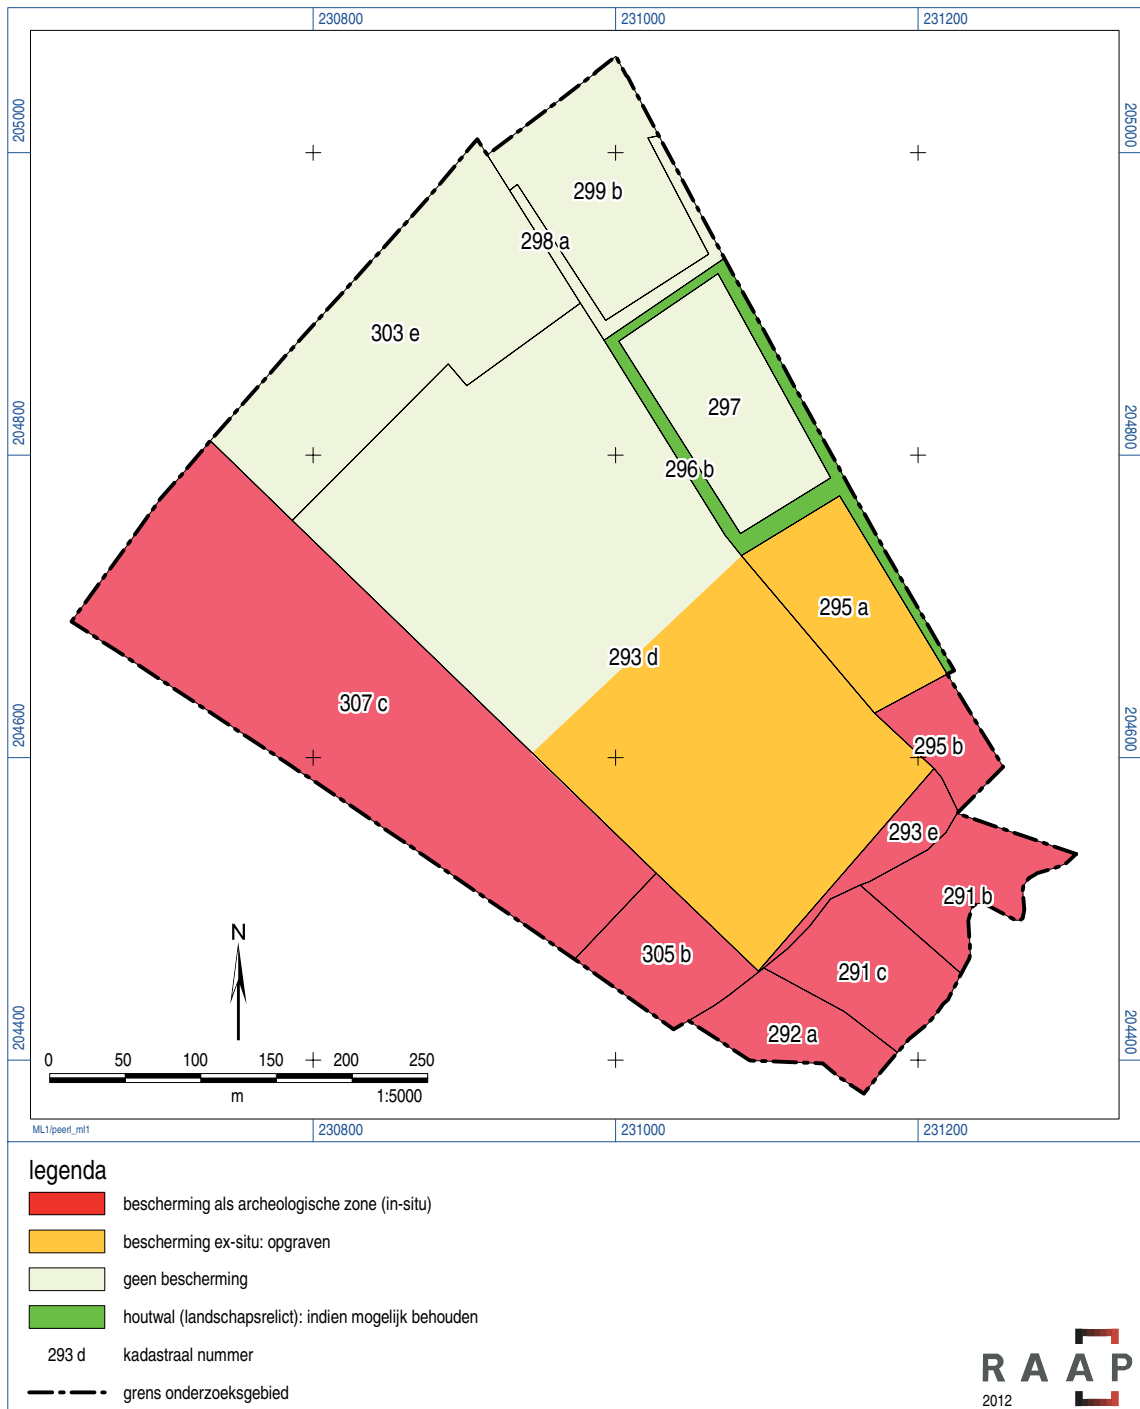 230800 231000 231200
205000 205000
299 b
298 a
303 e
297
204800 204800
296 b
295 a
293 d
307 c
204600 204600
295 b
293 e
291 b
N
305 b
291 c
292 a
204400 204400
0 50 100 150 200 250
m 1:5000
ML1/peerl_ml1
230800 231000 231200
legenda
bescherming als archeologische zone (in-situ)
bescherming ex-situ: opgraven
geen bescherming
houtwal (landschapsrelict): indien mogelijk behouden
293 d kadastraal nummer
grens onderzoeksgebied
RAAP
2012